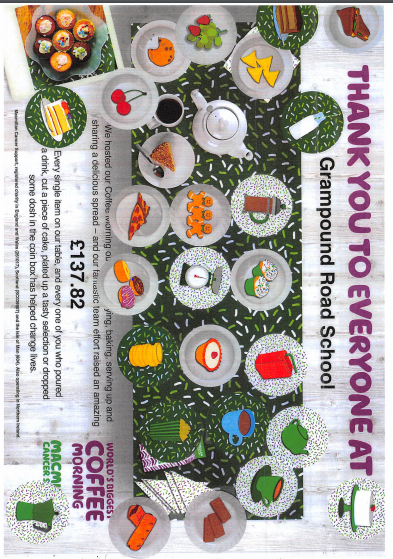 THANK YOU TO EVERYONE AT
Grampound Road School
We hosted our Coffee Morning
ying, baking, serving up and
sharing a delicious spread – and our fantastic team effort raised an amazing
£137.82
Every single item on our table, and every one of you who poured
a drink, cut a piece of cake, plated up a tasty selection or dropped
some dosh in the coin box has helped change lives.
WORLD'S BIGGEST
COFFEE
MORNING
MACMI
CANCER S
Macmillan Cancer Support, registered charity in England and Wales (261017), Scotland (SC039907) and the Isle of Man (604). Also operating in Northern Ireland.